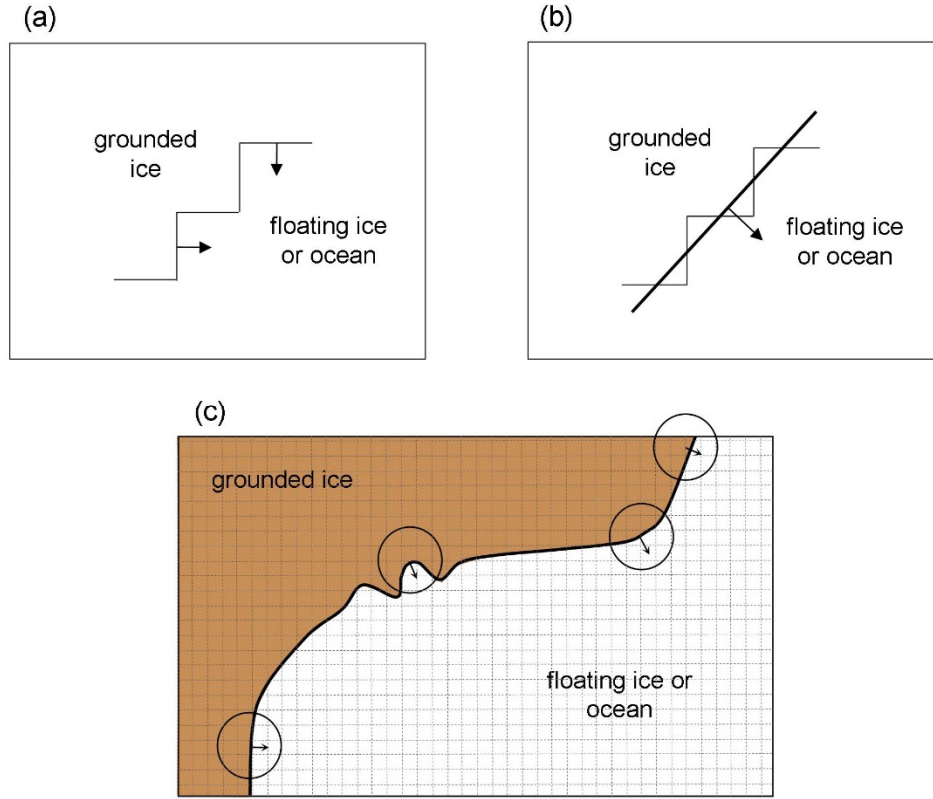 (a)
grounded
ice
floating ice
or ocean
(b)
grounded
ice
floating ice
or ocean
(c)
grounded ice
floating ice or
ocean